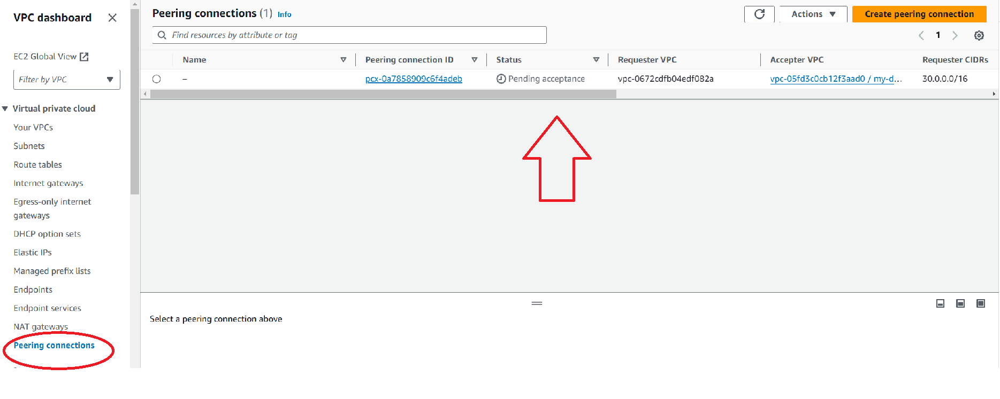 VPC dashboard
EC2 Global View
Filter by VPC
Virtual private cloud
Your VPCs
Subnets
Route tables
Internet gateways
Egress-only internet
gateways
DHCP option sets
Elastic IPs
Managed prefix lists
Endpoints
Endpoint services
NAT gateways
Peering connections
Peering connections (1) Info
Actions
Create peering connection
Find resources by attribute or tag
1
Name Peering connection ID Status Requester VPC Accepter VPC Requester CIDRs
– pcx-0a7858909c6f4adeb Pending acceptance vpc-0672cdfb04edf082a vpc-05fd3c0cb12f3aad0 / my-d... 30.0.0.0/16
Select a peering connection above